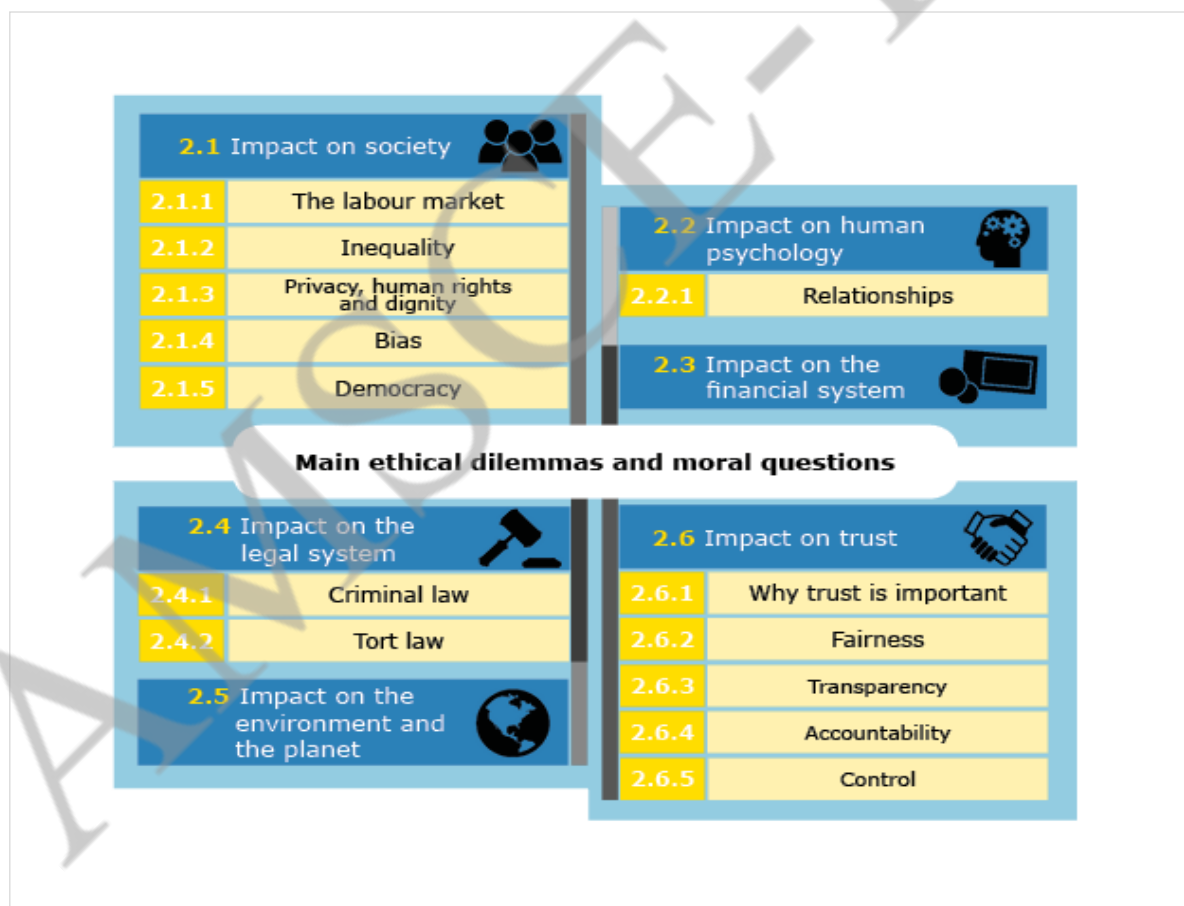 2.1 Impact on society
2.1.1 The labour market
2.1.2 Inequality
2.1.3 Privacy, human rights
and dignity
2.1.4 Bias
2.1.5 Democracy
2.2 Impact on human
psychology
2.2.1 Relationships
2.3 Impact on the
financial system
Main ethical dilemmas and moral questions
2.4 Impact on the
legal system
2.4.1 Criminal law
2.4.2 Tort law
2.5 Impact on the
environment and
the planet
2.6 Impact on trust
2.6.1 Why trust is important
2.6.2 Fairness
2.6.3 Transparency
2.6.4 Accountability
2.6.5 Control